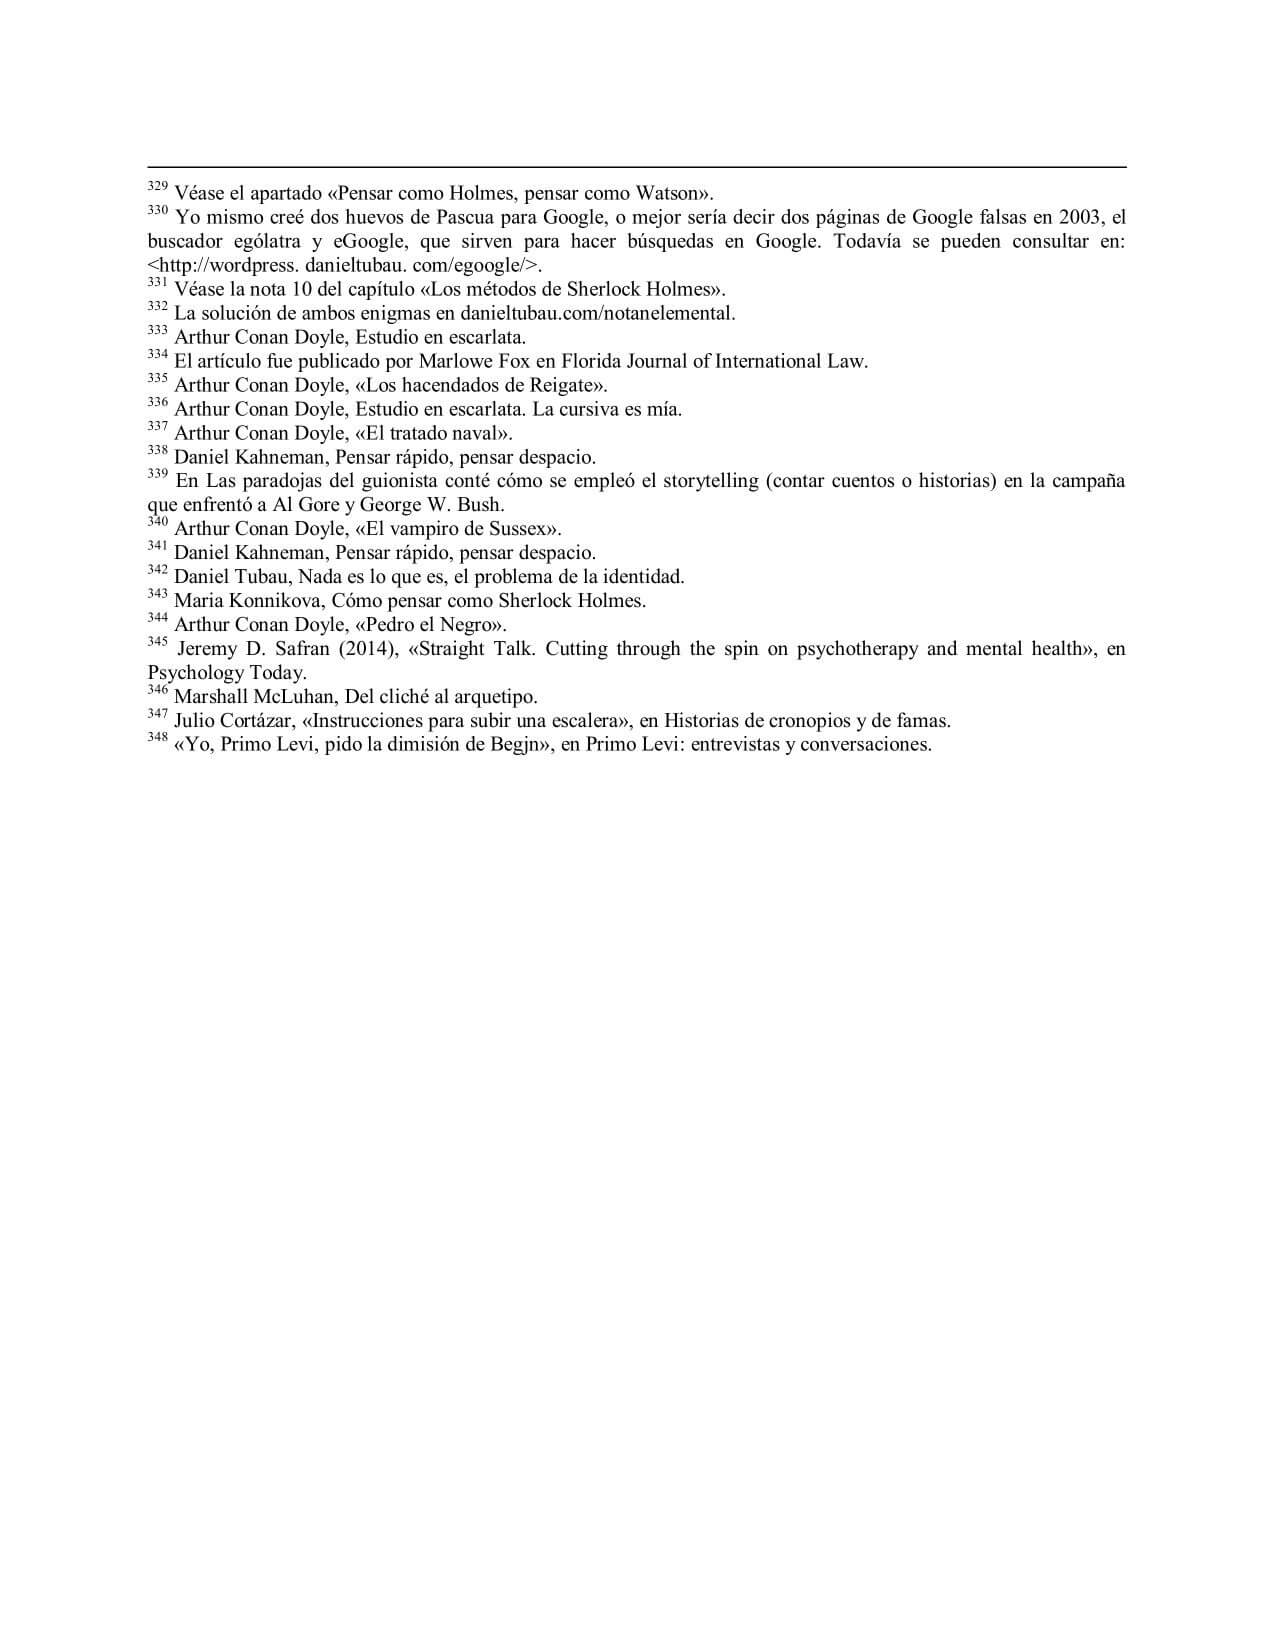 329 Véase el apartado «Pensar como Holmes, pensar como Watson».
330 Yo mismo creé dos huevos de Pascua para Google, o mejor sería decir dos páginas de Google falsas en 2003, el
buscador ególatra y eGoogle, que sirven para hacer búsquedas en Google. Todavía se pueden consultar en:
<http://wordpress. danieltubau. com/egoogle/>.
331 Véase la nota 10 del capítulo «Los métodos de Sherlock Holmes».
332 La solución de ambos enigmas en danieltubau.com/notanelemental.
333 Arthur Conan Doyle, Estudio en escarlata.
334 El artículo fue publicado por Marlowe Fox en Florida Journal of International Law.
335 Arthur Conan Doyle, «Los hacendados de Reigate».
336 Arthur Conan Doyle, Estudio en escarlata. La cursiva es mía.
337 Arthur Conan Doyle, «El tratado naval».
338 Daniel Kahneman, Pensar rápido, pensar despacio.
339 En Las paradojas del guionista conté cómo se empleó el storytelling (contar cuentos o historias) en la campaña
que enfrentó a Al Gore y George W. Bush.
340 Arthur Conan Doyle, «El vampiro de Sussex».
341 Daniel Kahneman, Pensar rápido, pensar despacio.
342 Daniel Tubau, Nada es lo que es, el problema de la identidad.
343 Maria Konnikova, Cómo pensar como Sherlock Holmes.
344 Arthur Conan Doyle, «Pedro el Negro».
345 Jeremy D. Safran (2014), «Straight Talk. Cutting through the spin on psychotherapy and mental health», en
Psychology Today.
346 Marshall McLuhan, Del cliché al arquetipo.
347 Julio Cortázar, «Instrucciones para subir una escalera», en Historias de cronopios y de famas.
348 «Yo, Primo Levi, pido la dimisión de Begjn», en Primo Levi: entrevistas y conversaciones.